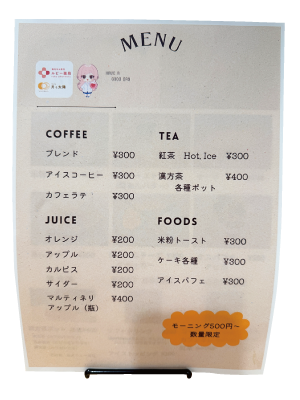 MENU
COFFEE
ブレンド ¥300
アイスコーヒー ¥300
カフェラテ ¥300
TEA
紅茶 Hot,Ice ¥300
漢方茶 ¥400
各種ポット
JUICE
オレンジ ¥200
アップル ¥200
カルピス ¥200
サイダー ¥200
マルティネリ ¥400
アップル (瓶)
FOODS
米粉トースト ¥300
ケーキ各種 ¥300
アイスパフェ ¥300
モーニング500円～
数量限定